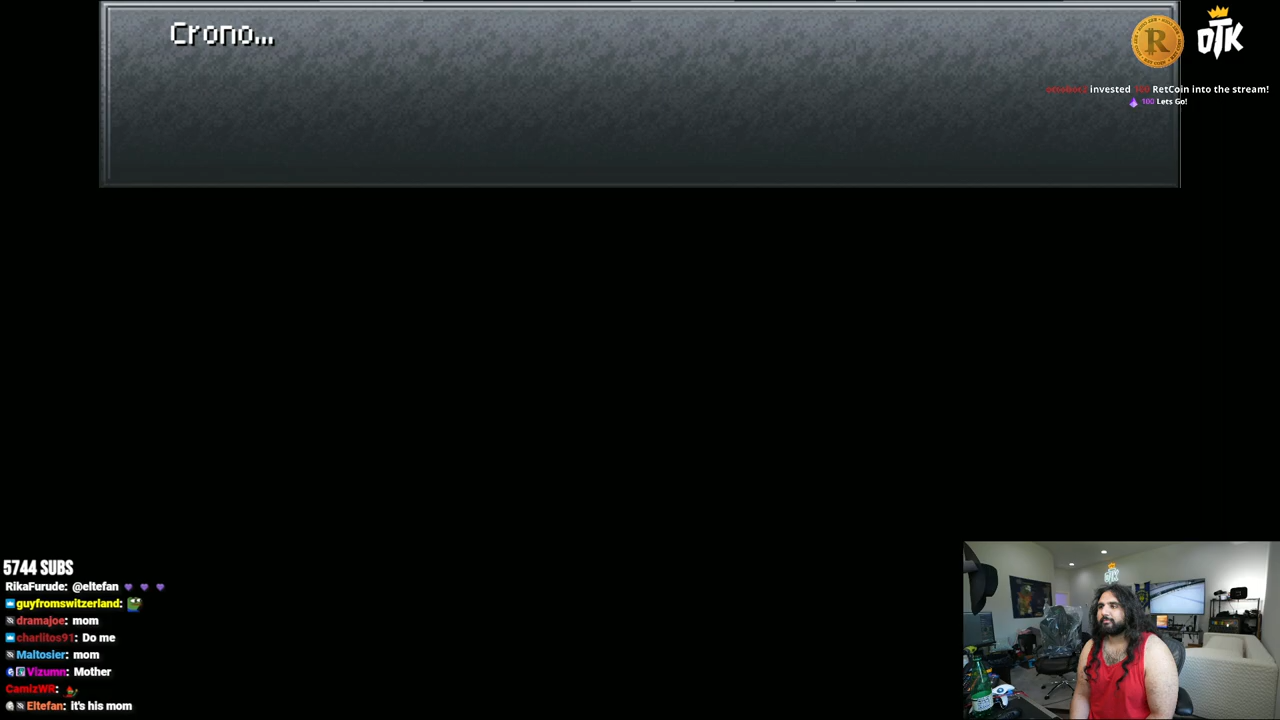 Crono...
R
OTK
invested RetCoin into the stream!
100 Lets Go!
5744 SUBS
RikaFurude: @eltefan
guyfromswitzerland:
dramajoe: mom
charlitos91: Do me
Maltosier: mom
Vizumn: Mother
CamizWR:
Eltefan: it's his mom